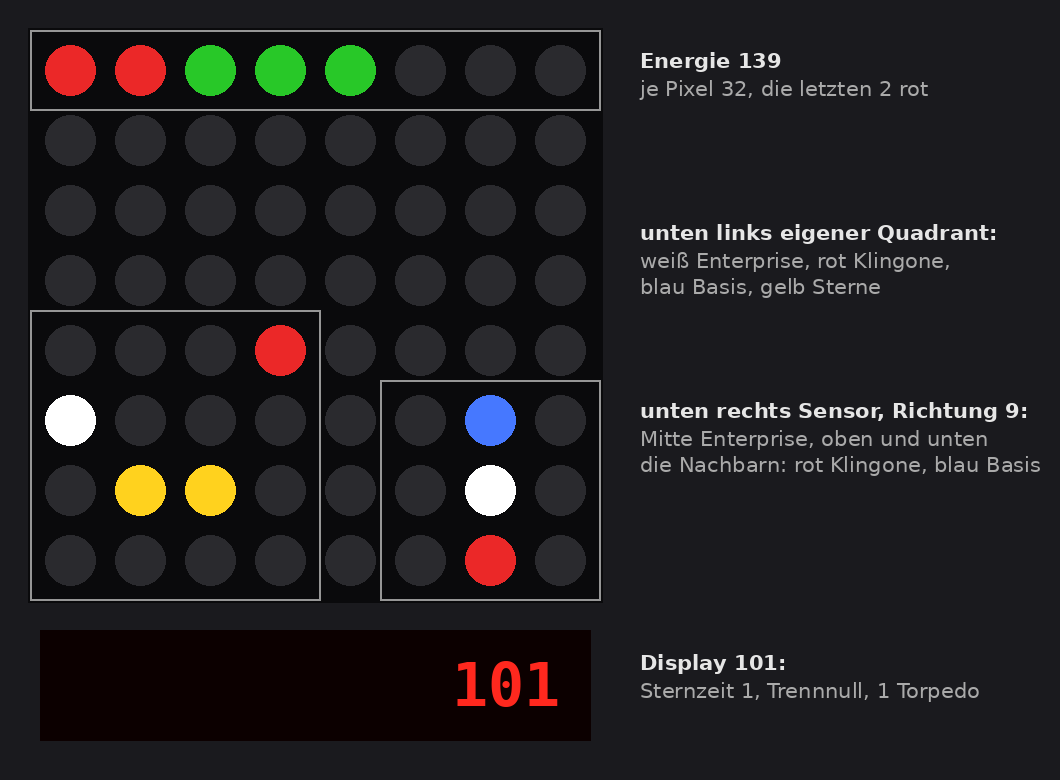 Energie 139
je Pixel 32, die letzten 2 rot
unten links eigener Quadrant:
weiß Enterprise, rot Klingone,
blau Basis, gelb Sterne
unten rechts Sensor, Richtung 9:
Mitte Enterprise, oben und unten
die Nachbarn: rot Klingone, blau Basis
101
Display 101:
Sternzeit 1, Trennnull, 1 Torpedo